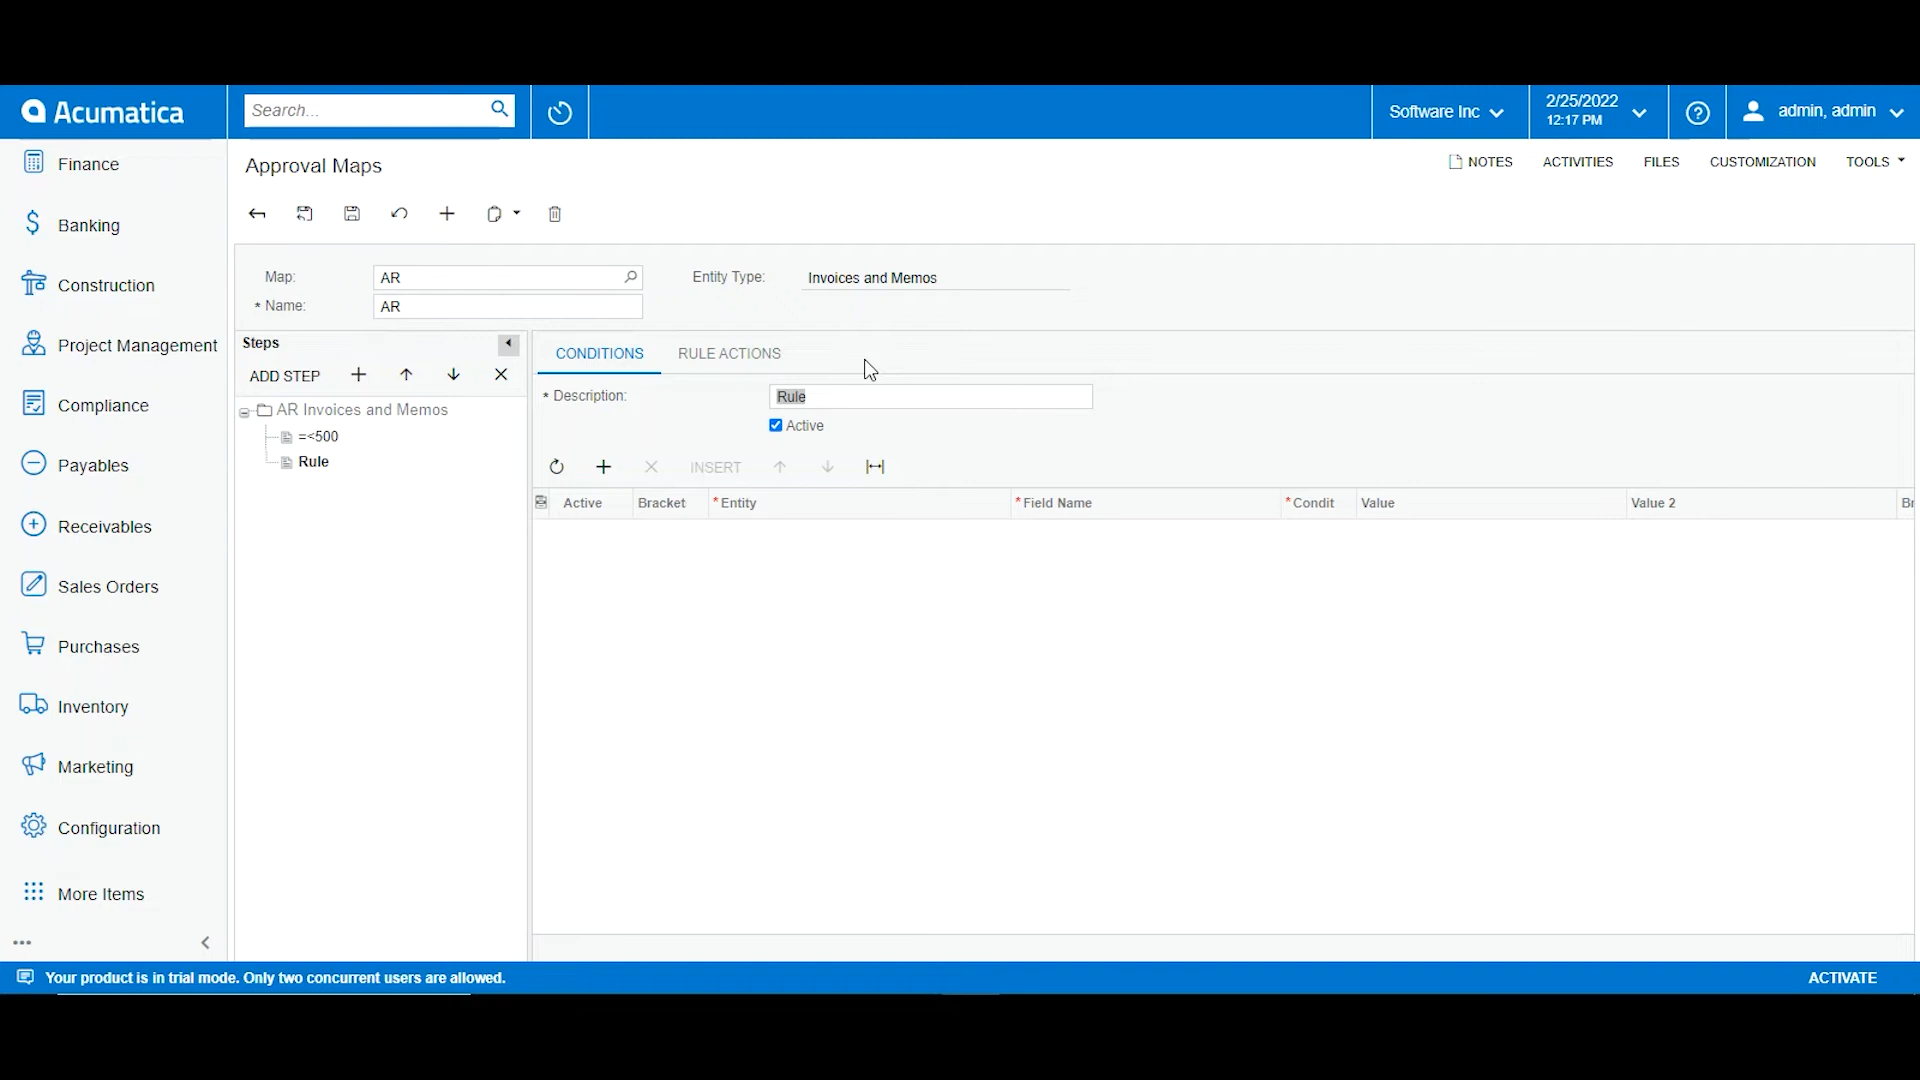 Acumatica
Search...
Software Inc
2/25/2022
12:17 PM
admin, admin
Finance
Banking
Construction
Project Management
Compliance
Payables
Receivables
Sales Orders
Purchases
Inventory
Marketing
Configuration
More Items
Approval Maps
NOTES ACTIVITIES FILES CUSTOMIZATION TOOLS
Map: AR
Entity Type: Invoices and Memos
* Name: AR
Steps
ADD STEP
AR Invoices and Memos
=<500
Rule
CONDITIONS RULE ACTIONS
* Description: Rule
Active
INSERT
Active Bracket * Entity * Field Name * Condit Value Value 2 Br
Your product is in trial mode. Only two concurrent users are allowed.
ACTIVATE